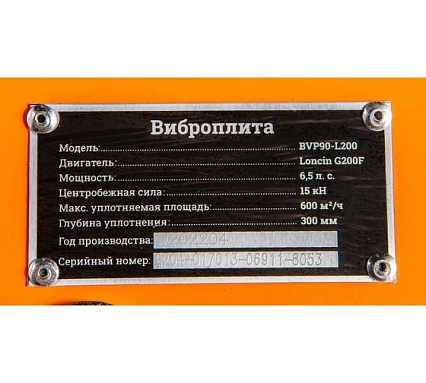 Виброплита
Модель: BVP90-L200
Двигатель: Loncin G200F
Мощность: 6,5 л. с.
Центробежная сила: 15 кН
Макс. уплотняемая площадь: 600 м²/ч
Глубина уплотнения: 300 мм
Год производства:
Серийный номер: